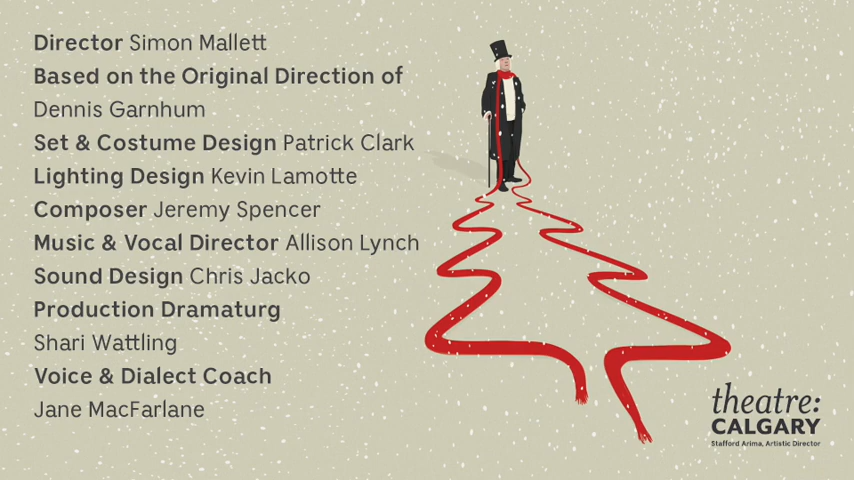 Director Simon Mallett
Based on the Original Direction of
Dennis Garnhum
Set & Costume Design Patrick Clark
Lighting Design Kevin Lamotte
Composer Jeremy Spencer
Music & Vocal Director Allison Lynch
Sound Design Chris Jacko
Production Dramaturg
Shari Wattling
Voice & Dialect Coach
Jane MacFarlane
theatre:
CALGARY
Stafford Arima, Artistic Director